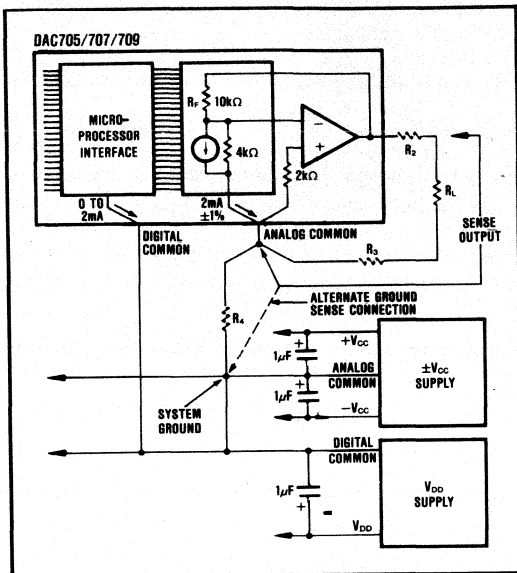 DAC705/707/709
MICRO-
PROCESSOR
INTERFACE
RF 10kΩ
4kΩ
2kΩ
−
+
R2
RL
SENSE
OUTPUT
0 TO
2mA
2mA
±1%
DIGITAL
COMMON
ANALOG COMMON
R3
R4
ALTERNATE GROUND
SENSE CONNECTION
SYSTEM
GROUND
+VCC
+
1µF
ANALOG
COMMON
+
1µF
−VCC
±VCC
SUPPLY
DIGITAL
COMMON
1µF
+
VDD
VDD
SUPPLY